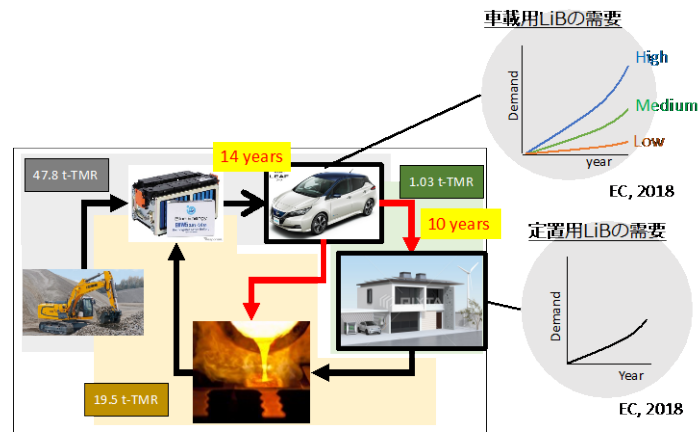 車載用LiBの需要
High
Medium
Low
Demand
year
EC, 2018
14 years
47.8 t-TMR
1.03 t-TMR
10 years
定置用LiBの需要
Demand
Year
EC, 2018
PIXTA
19.5 t-TMR